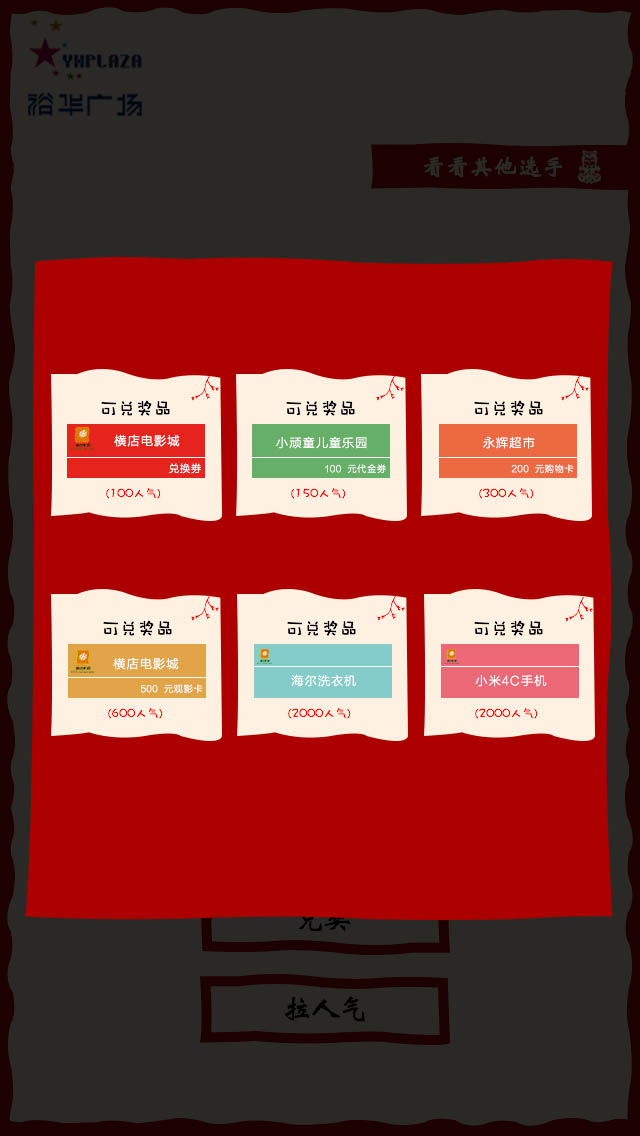 YHPLAZA
裕华广场
看看其他选手
可兑奖品
横店电影城
兑换券
(100人气)
可兑奖品
小顽童儿童乐园
100 元代金券
(150人气)
可兑奖品
永辉超市
200 元购物卡
(300人气)
可兑奖品
横店电影城
500 元观影卡
(600人气)
可兑奖品
海尔洗衣机
(2000人气)
可兑奖品
小米4C手机
(2000人气)
兑奖
拉人气